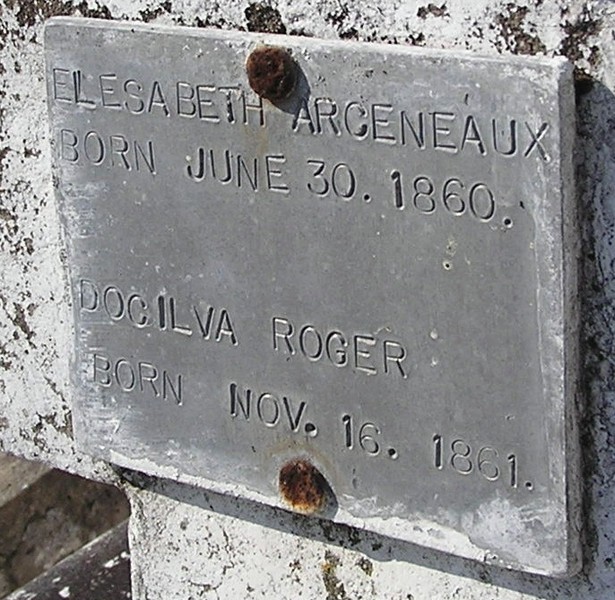 ELESABETH ARCENEAUX
BORN JUNE 30. 1860.
DOCILVA ROGER
BORN NOV. 16. 1861.